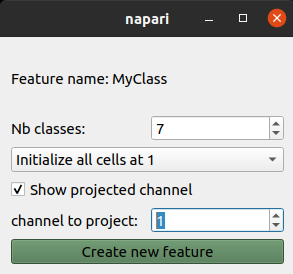 napari
Feature name: MyClass
Nb classes: 7
Initialize all cells at 1
Show projected channel
channel to project: 1
Create new feature